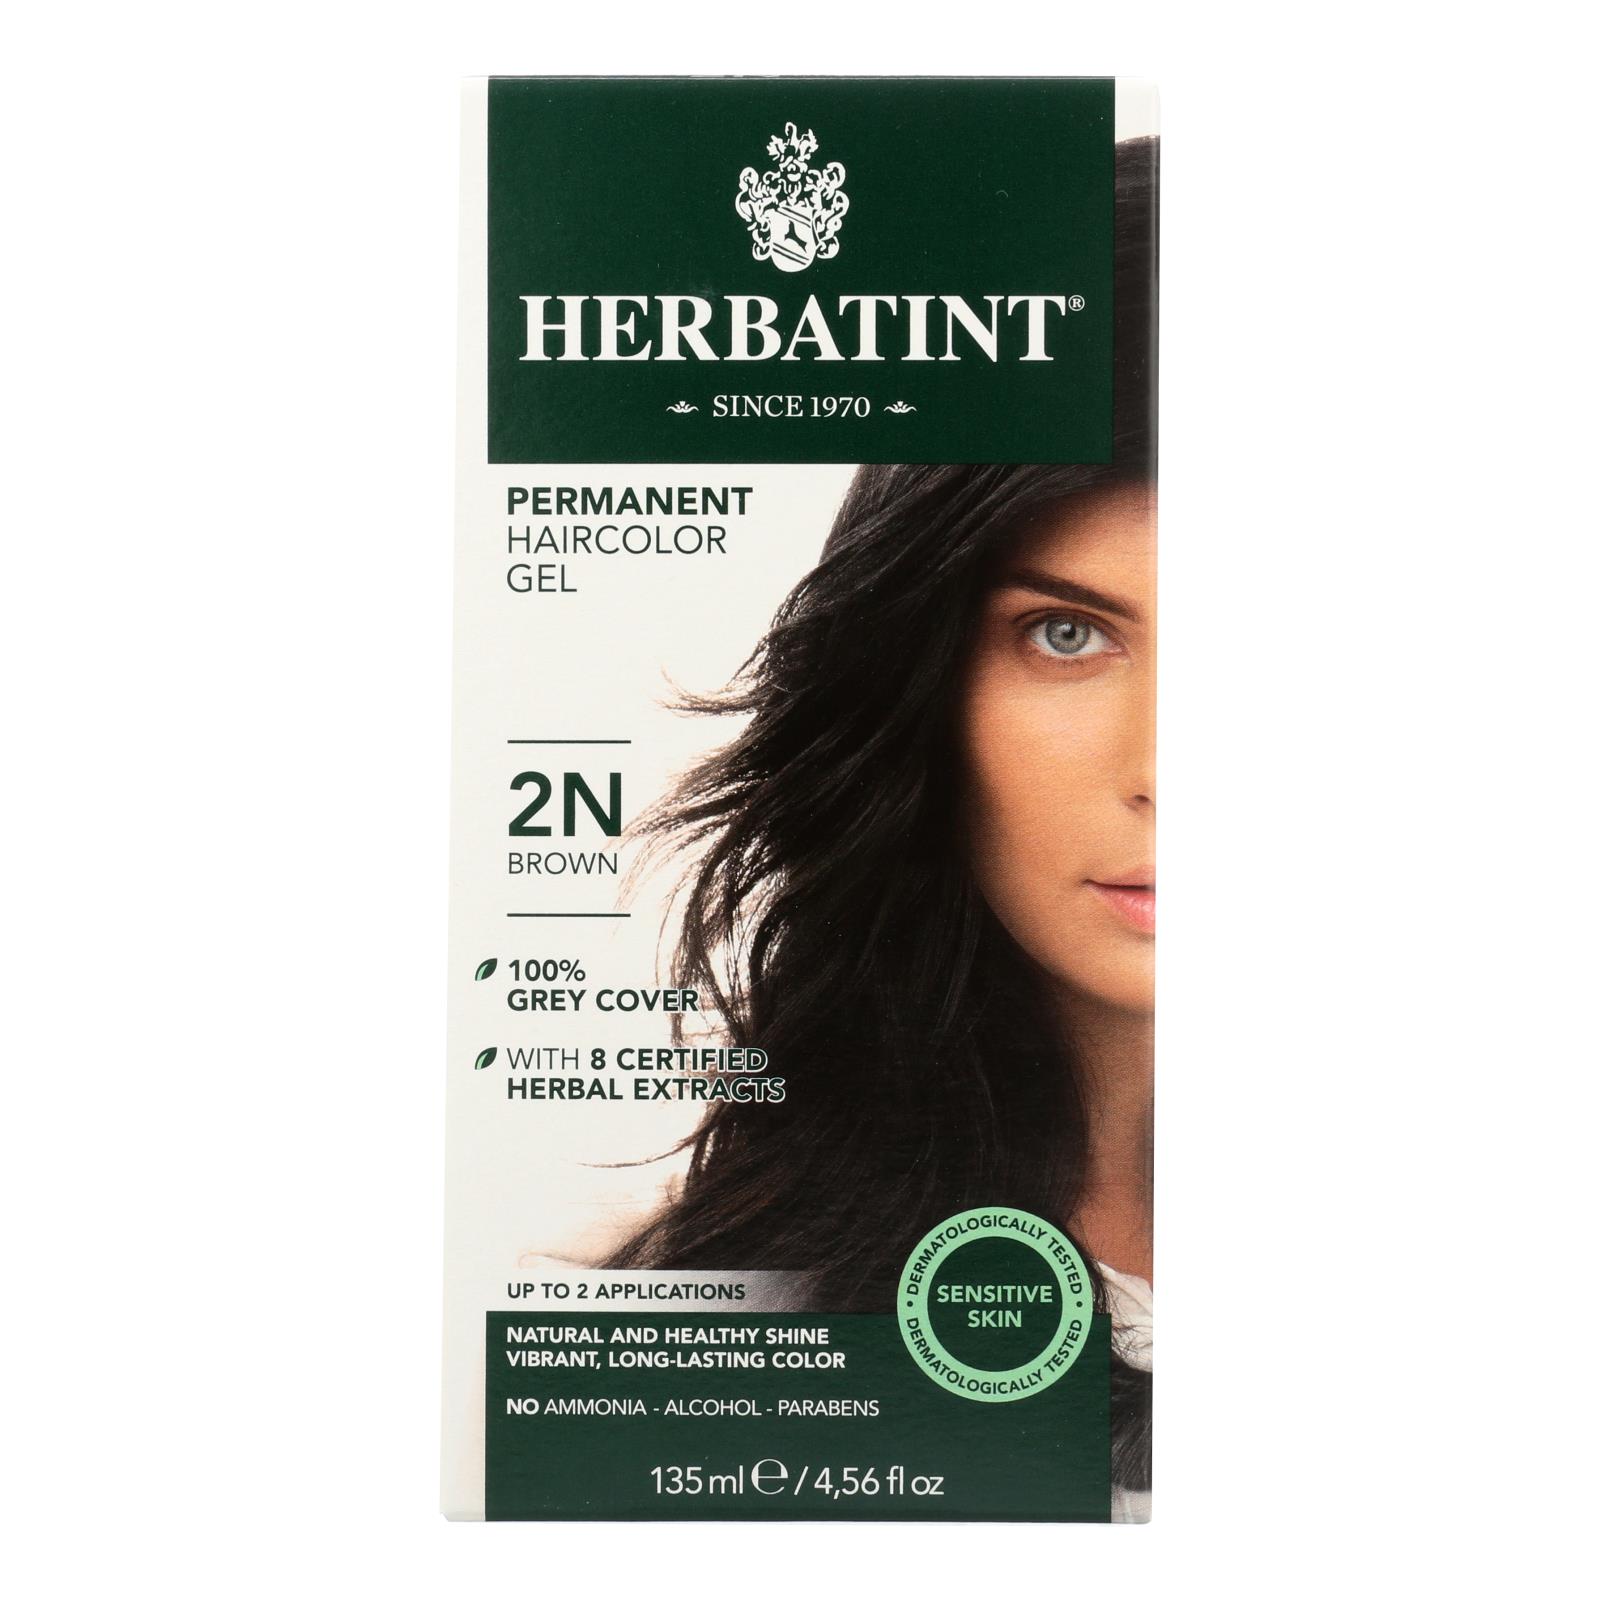 HERBATINT®
SINCE 1970
PERMANENT
HAIRCOLOR
GEL
2N
BROWN
100%
GREY COVER
WITH 8 CERTIFIED
HERBAL EXTRACTS
UP TO 2 APPLICATIONS
NATURAL AND HEALTHY SHINE
VIBRANT, LONG-LASTING COLOR
NO AMMONIA - ALCOHOL - PARABENS
• DERMATOLOGICALLY TESTED •
SENSITIVE
SKIN
DERMATOLOGICALLY TESTED
135 ml ℮ / 4,56 fl oz